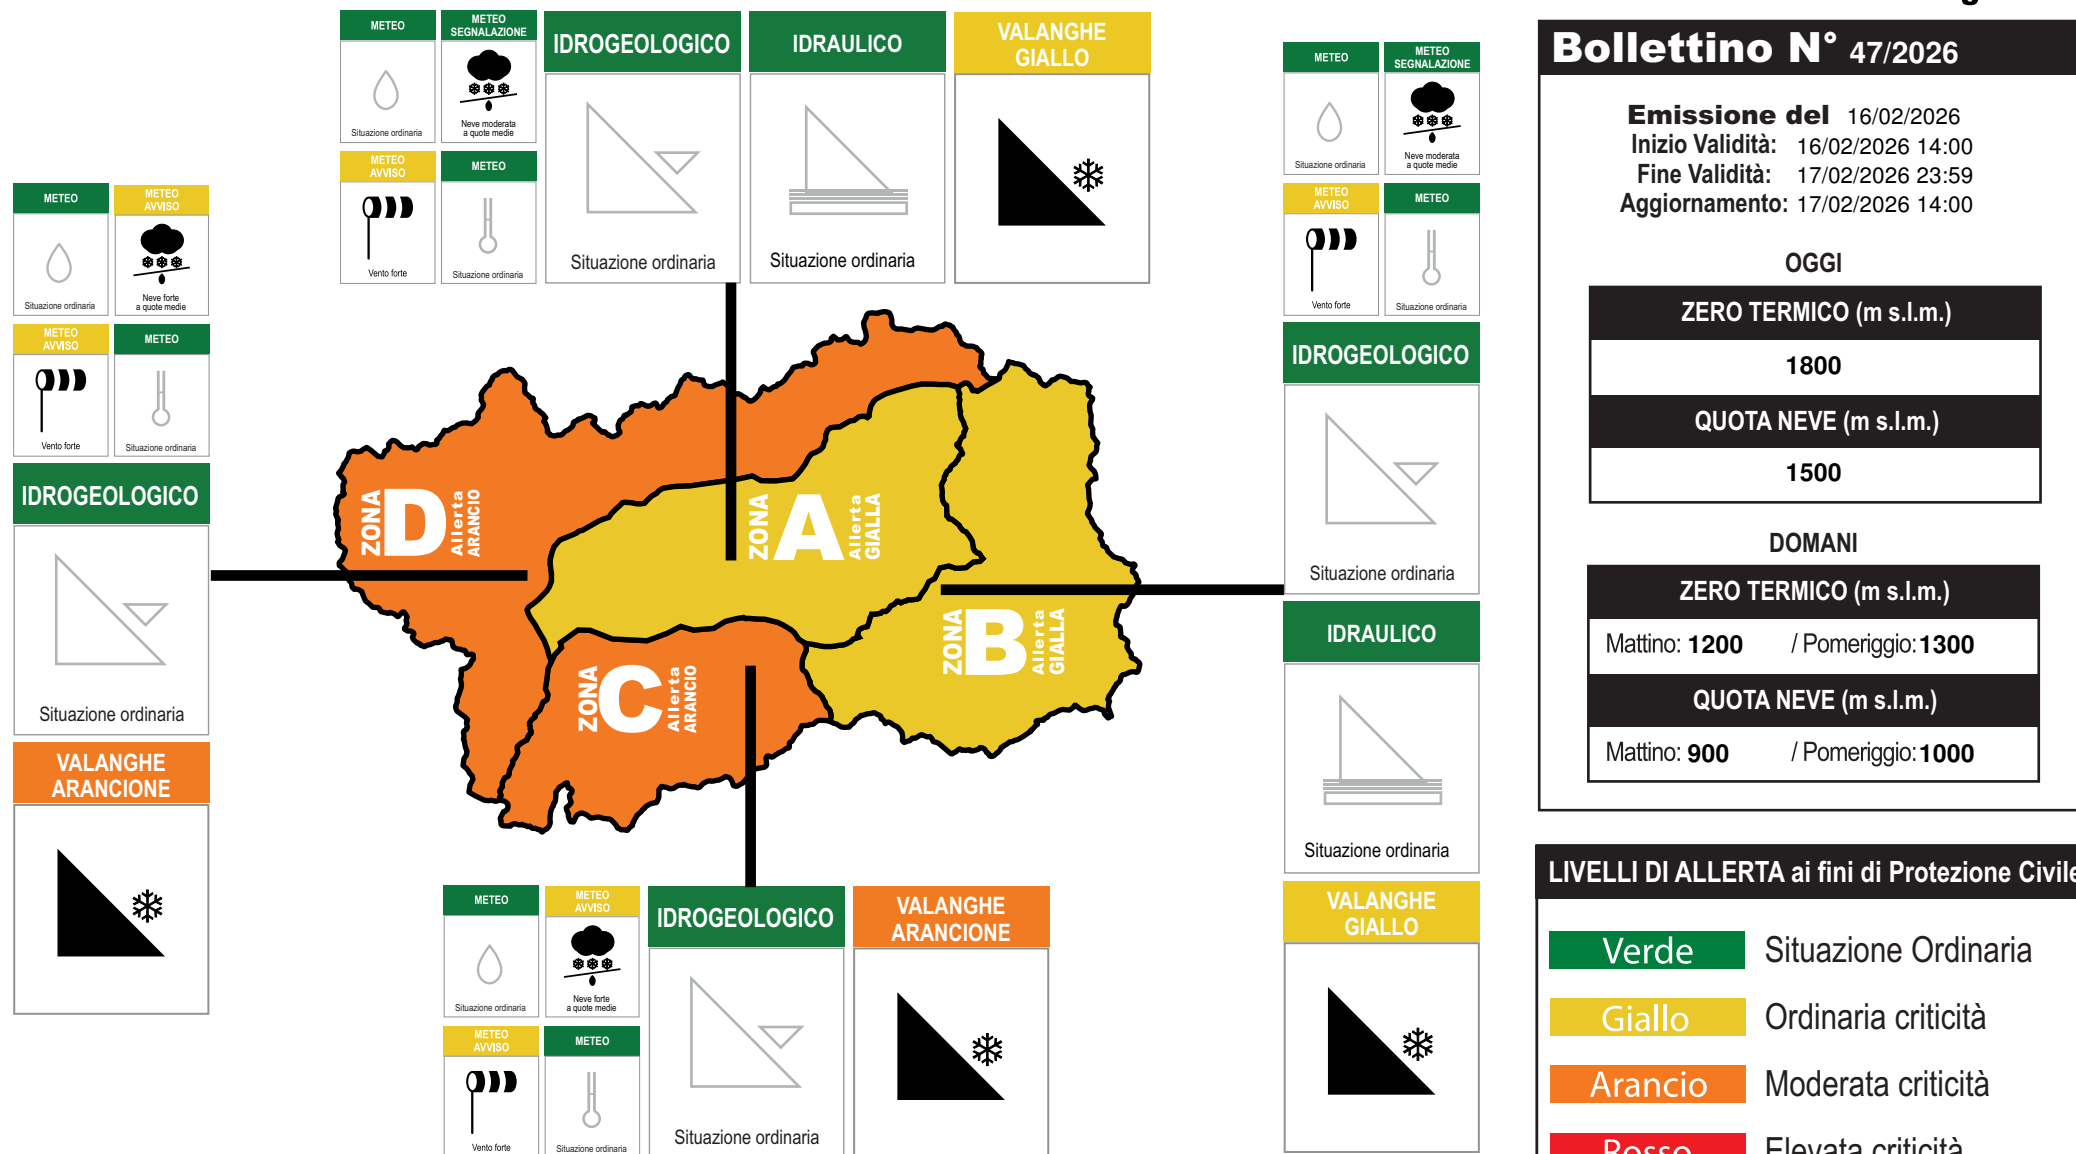 METEO
Situazione ordinaria
METEO
SEGNALAZIONE
Neve moderata
a quote medie
METEO
AVVISO
Vento forte
METEO
Situazione ordinaria
IDROGEOLOGICO
Situazione ordinaria
IDRAULICO
Situazione ordinaria
VALANGHE
GIALLO
METEO
Situazione ordinaria
METEO
AVVISO
Neve forte
a quote medie
METEO
AVVISO
Vento forte
METEO
Situazione ordinaria
IDROGEOLOGICO
Situazione ordinaria
VALANGHE
ARANCIONE
ZONA
D
Allerta
ARANCIO
ZONA
A
Allerta
GIALLA
ZONA
B
Allerta
GIALLA
ZONA
C
Allerta
ARANCIO
METEO
Situazione ordinaria
METEO
AVVISO
Neve forte
a quote medie
METEO
AVVISO
Vento forte
METEO
Situazione ordinaria
IDROGEOLOGICO
Situazione ordinaria
VALANGHE
ARANCIONE
METEO
Situazione ordinaria
METEO
SEGNALAZIONE
Neve moderata
a quote medie
METEO
AVVISO
Vento forte
METEO
Situazione ordinaria
IDROGEOLOGICO
Situazione ordinaria
IDRAULICO
Situazione ordinaria
VALANGHE
GIALLO
Bollettino N° 47/2026
Emissione del 16/02/2026
Inizio Validità: 16/02/2026 14:00
Fine Validità: 17/02/2026 23:59
Aggiornamento: 17/02/2026 14:00
OGGI
ZERO TERMICO (m s.l.m.)
1800
QUOTA NEVE (m s.l.m.)
1500
DOMANI
ZERO TERMICO (m s.l.m.)
Mattino: 1200 / Pomeriggio: 1300
QUOTA NEVE (m s.l.m.)
Mattino: 900 / Pomeriggio: 1000
LIVELLI DI ALLERTA ai fini di Protezione Civile
Verde Situazione Ordinaria
Giallo Ordinaria criticità
Arancio Moderata criticità
Rosso Elevata criticità